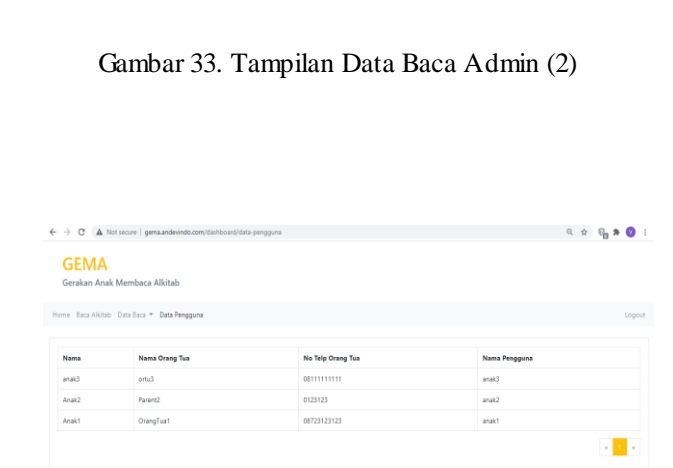 Gambar 33. Tampilan Data Baca Admin (2)
Not secure | gema.andevindo.com/dashboard/data-pengguna
V
GEMA
Gerakan Anak Membaca Alkitab
Home Baca Alkitab Data Baca Data Pengguna Logout
Nama Nama Orang Tua No Telp Orang Tua Nama Pengguna
anak3 ortu3 08111111111 anak3
Anak2 Parent2 0123123 anak2
Anak1 OrangTua1 08723123123 anak1
« 1 »